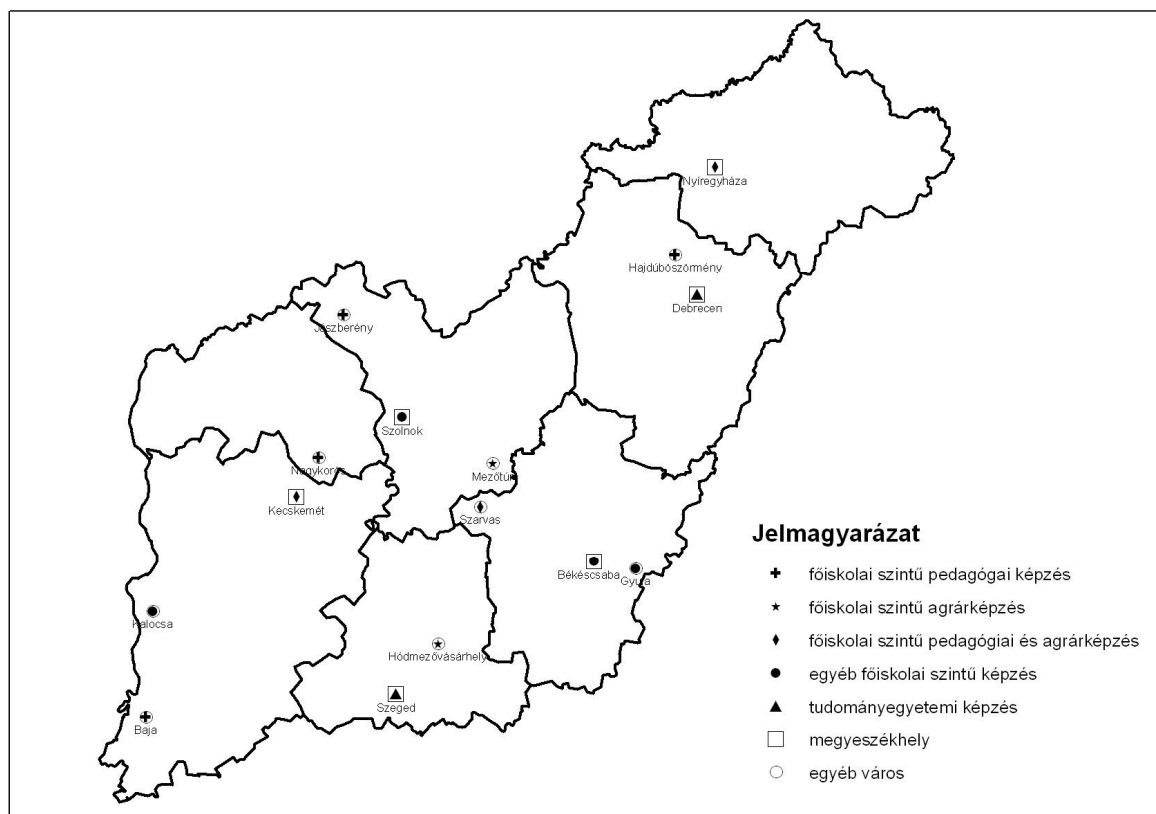 Nyíregyháza
Hajdúböszörmény
Debrecen
Jászberény
Szolnok
Nagykőrös
Mezőtúr
Kecskemét
Szarvas
Békéscsaba
Gyula
Kalocsa
Hódmezővásárhely
Szeged
Baja
Jelmagyarázat
főiskolai szintű pedagógai képzés
főiskolai szintű agrárképzés
főiskolai szintű pedagógiai és agrárképzés
egyéb főiskolai szintű képzés
tudományegyetemi képzés
megyeszékhely
egyéb város